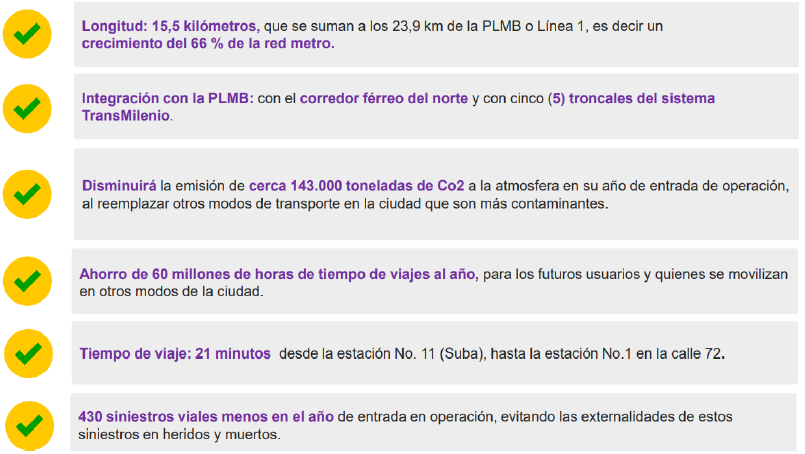 Longitud: 15,5 kilómetros, que se suman a los 23,9 km de la PLMB o Línea 1, es decir un
crecimiento del 66 % de la red metro.
Integración con la PLMB: con el corredor férreo del norte y con cinco (5) troncales del sistema
TransMilenio.
Disminuirá la emisión de cerca 143.000 toneladas de Co2 a la atmosfera en su año de entrada de operación,
al reemplazar otros modos de transporte en la ciudad que son más contaminantes.
Ahorro de 60 millones de horas de tiempo de viajes al año, para los futuros usuarios y quienes se movilizan
en otros modos de la ciudad.
Tiempo de viaje: 21 minutos desde la estación No. 11 (Suba), hasta la estación No.1 en la calle 72.
430 siniestros viales menos en el año de entrada en operación, evitando las externalidades de estos
siniestros en heridos y muertos.